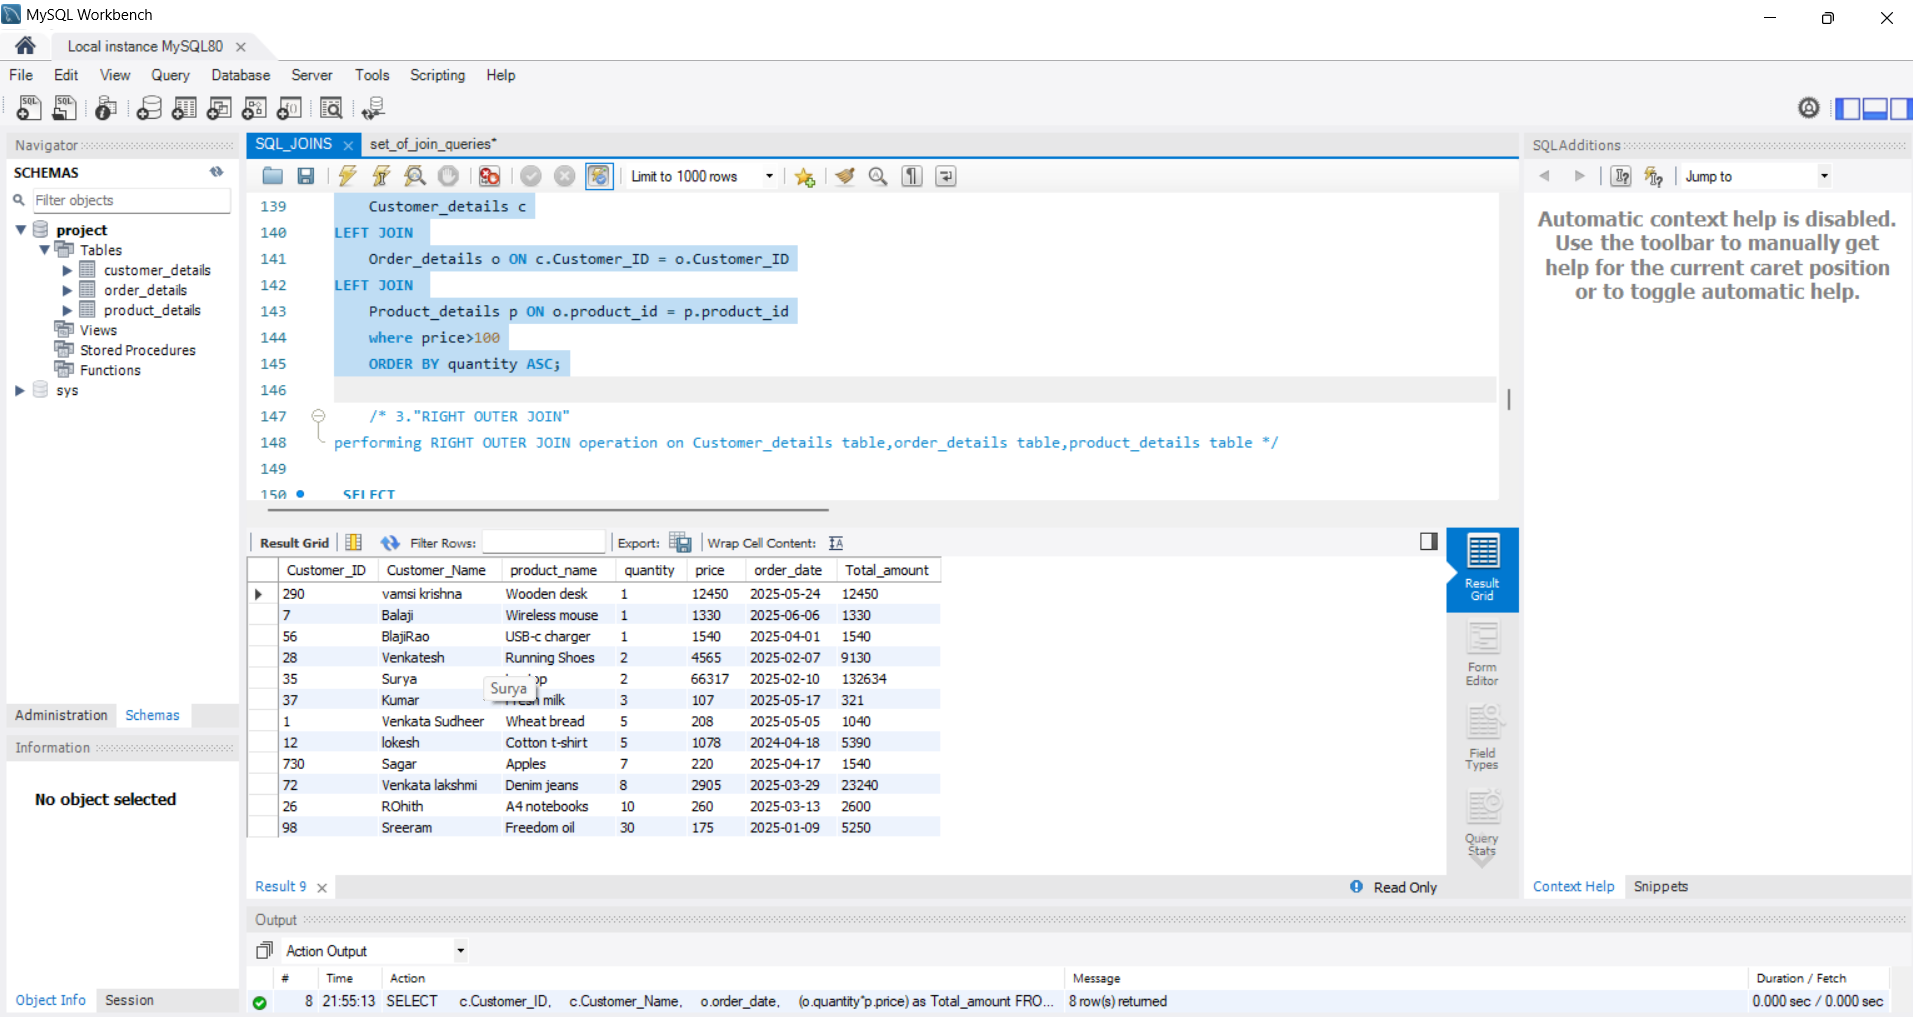 MySQL Workbench
Local instance MySQL80
File Edit View Query Database Server Tools Scripting Help
Navigator
SCHEMAS
Filter objects
project
Tables
customer_details
order_details
product_details
Views
Stored Procedures
Functions
sys
Administration Schemas
Information
No object selected
Object Info Session
SQL_JOINS set_of_join_queries*
Limit to 1000 rows
139 Customer_details c
140 LEFT JOIN
141 Order_details o ON c.Customer_ID = o.Customer_ID
142 LEFT JOIN
143 Product_details p ON o.product_id = p.product_id
144 where price>100
145 ORDER BY quantity ASC;
146
147 /* 3."RIGHT OUTER JOIN"
148 performing RIGHT OUTER JOIN operation on Customer_details table,order_details table,product_details table */
149
150 SELECT
Result Grid Filter Rows: Export: Wrap Cell Content:
Customer_ID Customer_Name product_name quantity price order_date Total_amount
290 vamsi krishna Wooden desk 1 12450 2025-05-24 12450
7 Balaji Wireless mouse 1 1330 2025-06-06 1330
56 BlajiRao USB-c charger 1 1540 2025-04-01 1540
28 Venkatesh Running Shoes 2 4565 2025-02-07 9130
35 Surya 2 66317 2025-02-10 132634
Surya
37 Kumar milk 3 107 2025-05-17 321
1 Venkata Sudheer Wheat bread 5 208 2025-05-05 1040
12 lokesh Cotton t-shirt 5 1078 2024-04-18 5390
730 Sagar Apples 7 220 2025-04-17 1540
72 Venkata lakshmi Denim jeans 8 2905 2025-03-29 23240
26 ROhith A4 notebooks 10 260 2025-03-13 2600
98 Sreeram Freedom oil 30 175 2025-01-09 5250
Result Grid
Form Editor
Field Types
Query Stats
Result 9 Read Only
SQLAdditions
Jump to
Automatic context help is disabled.
Use the toolbar to manually get
help for the current caret position
or to toggle automatic help.
Context Help Snippets
Output
Action Output
# Time Action Message Duration / Fetch
8 21:55:13 SELECT c.Customer_ID, c.Customer_Name, o.order_date, (o.quantity*p.price) as Total_amount FRO... 8 row(s) returned 0.000 sec / 0.000 sec